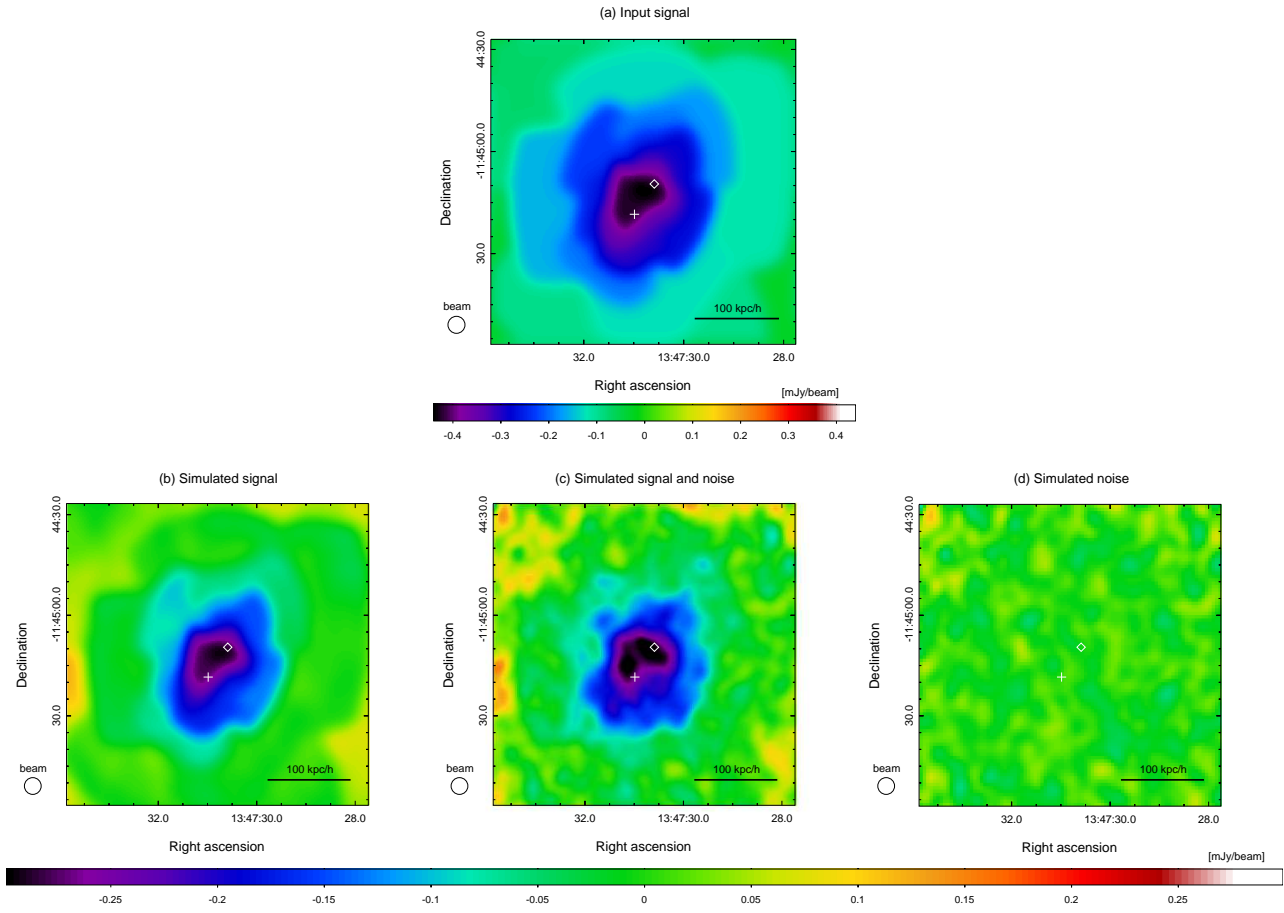 (a) Input signal
44:30.0
-11:45:00.0
30.0
Declination
beam
100 kpc/h
32.0 13:47:30.0 28.0
Right ascension
[mJy/beam]
-0.4 -0.3 -0.2 -0.1 0 0.1 0.2 0.3 0.4
(b) Simulated signal
44:30.0
-11:45:00.0
30.0
Declination
beam
100 kpc/h
32.0 13:47:30.0 28.0
Right ascension
(c) Simulated signal and noise
44:30.0
-11:45:00.0
30.0
Declination
beam
100 kpc/h
32.0 13:47:30.0 28.0
Right ascension
(d) Simulated noise
44:30.0
-11:45:00.0
30.0
Declination
beam
100 kpc/h
32.0 13:47:30.0 28.0
Right ascension
[mJy/beam]
-0.25 -0.2 -0.15 -0.1 -0.05 0 0.05 0.1 0.15 0.2 0.25